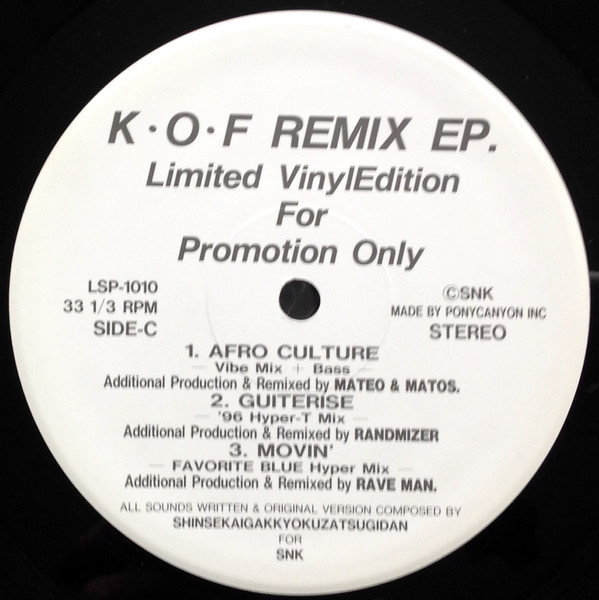 K・O・F REMIX EP.
Limited VinylEdition
For
Promotion Only
LSP-1010
33 1/3 RPM
SIDE-C
©SNK
MADE BY PONYCANYON INC
STEREO
1. AFRO CULTURE
— Vibe Mix + Bass —
Additional Production & Remixed by MATEO & MATOS.
2. GUITERISE
— '96 Hyper-T Mix —
Additional Production & Remixed by RANDMIZER
3. MOVIN'
— FAVORITE BLUE Hyper Mix —
Additional Production & Remixed by RAVE MAN.
ALL SOUNDS WRITTEN & ORIGINAL VERSION COMPOSED BY
SHINSEKAIGAKKYOKUZATSUGIDAN
FOR
SNK